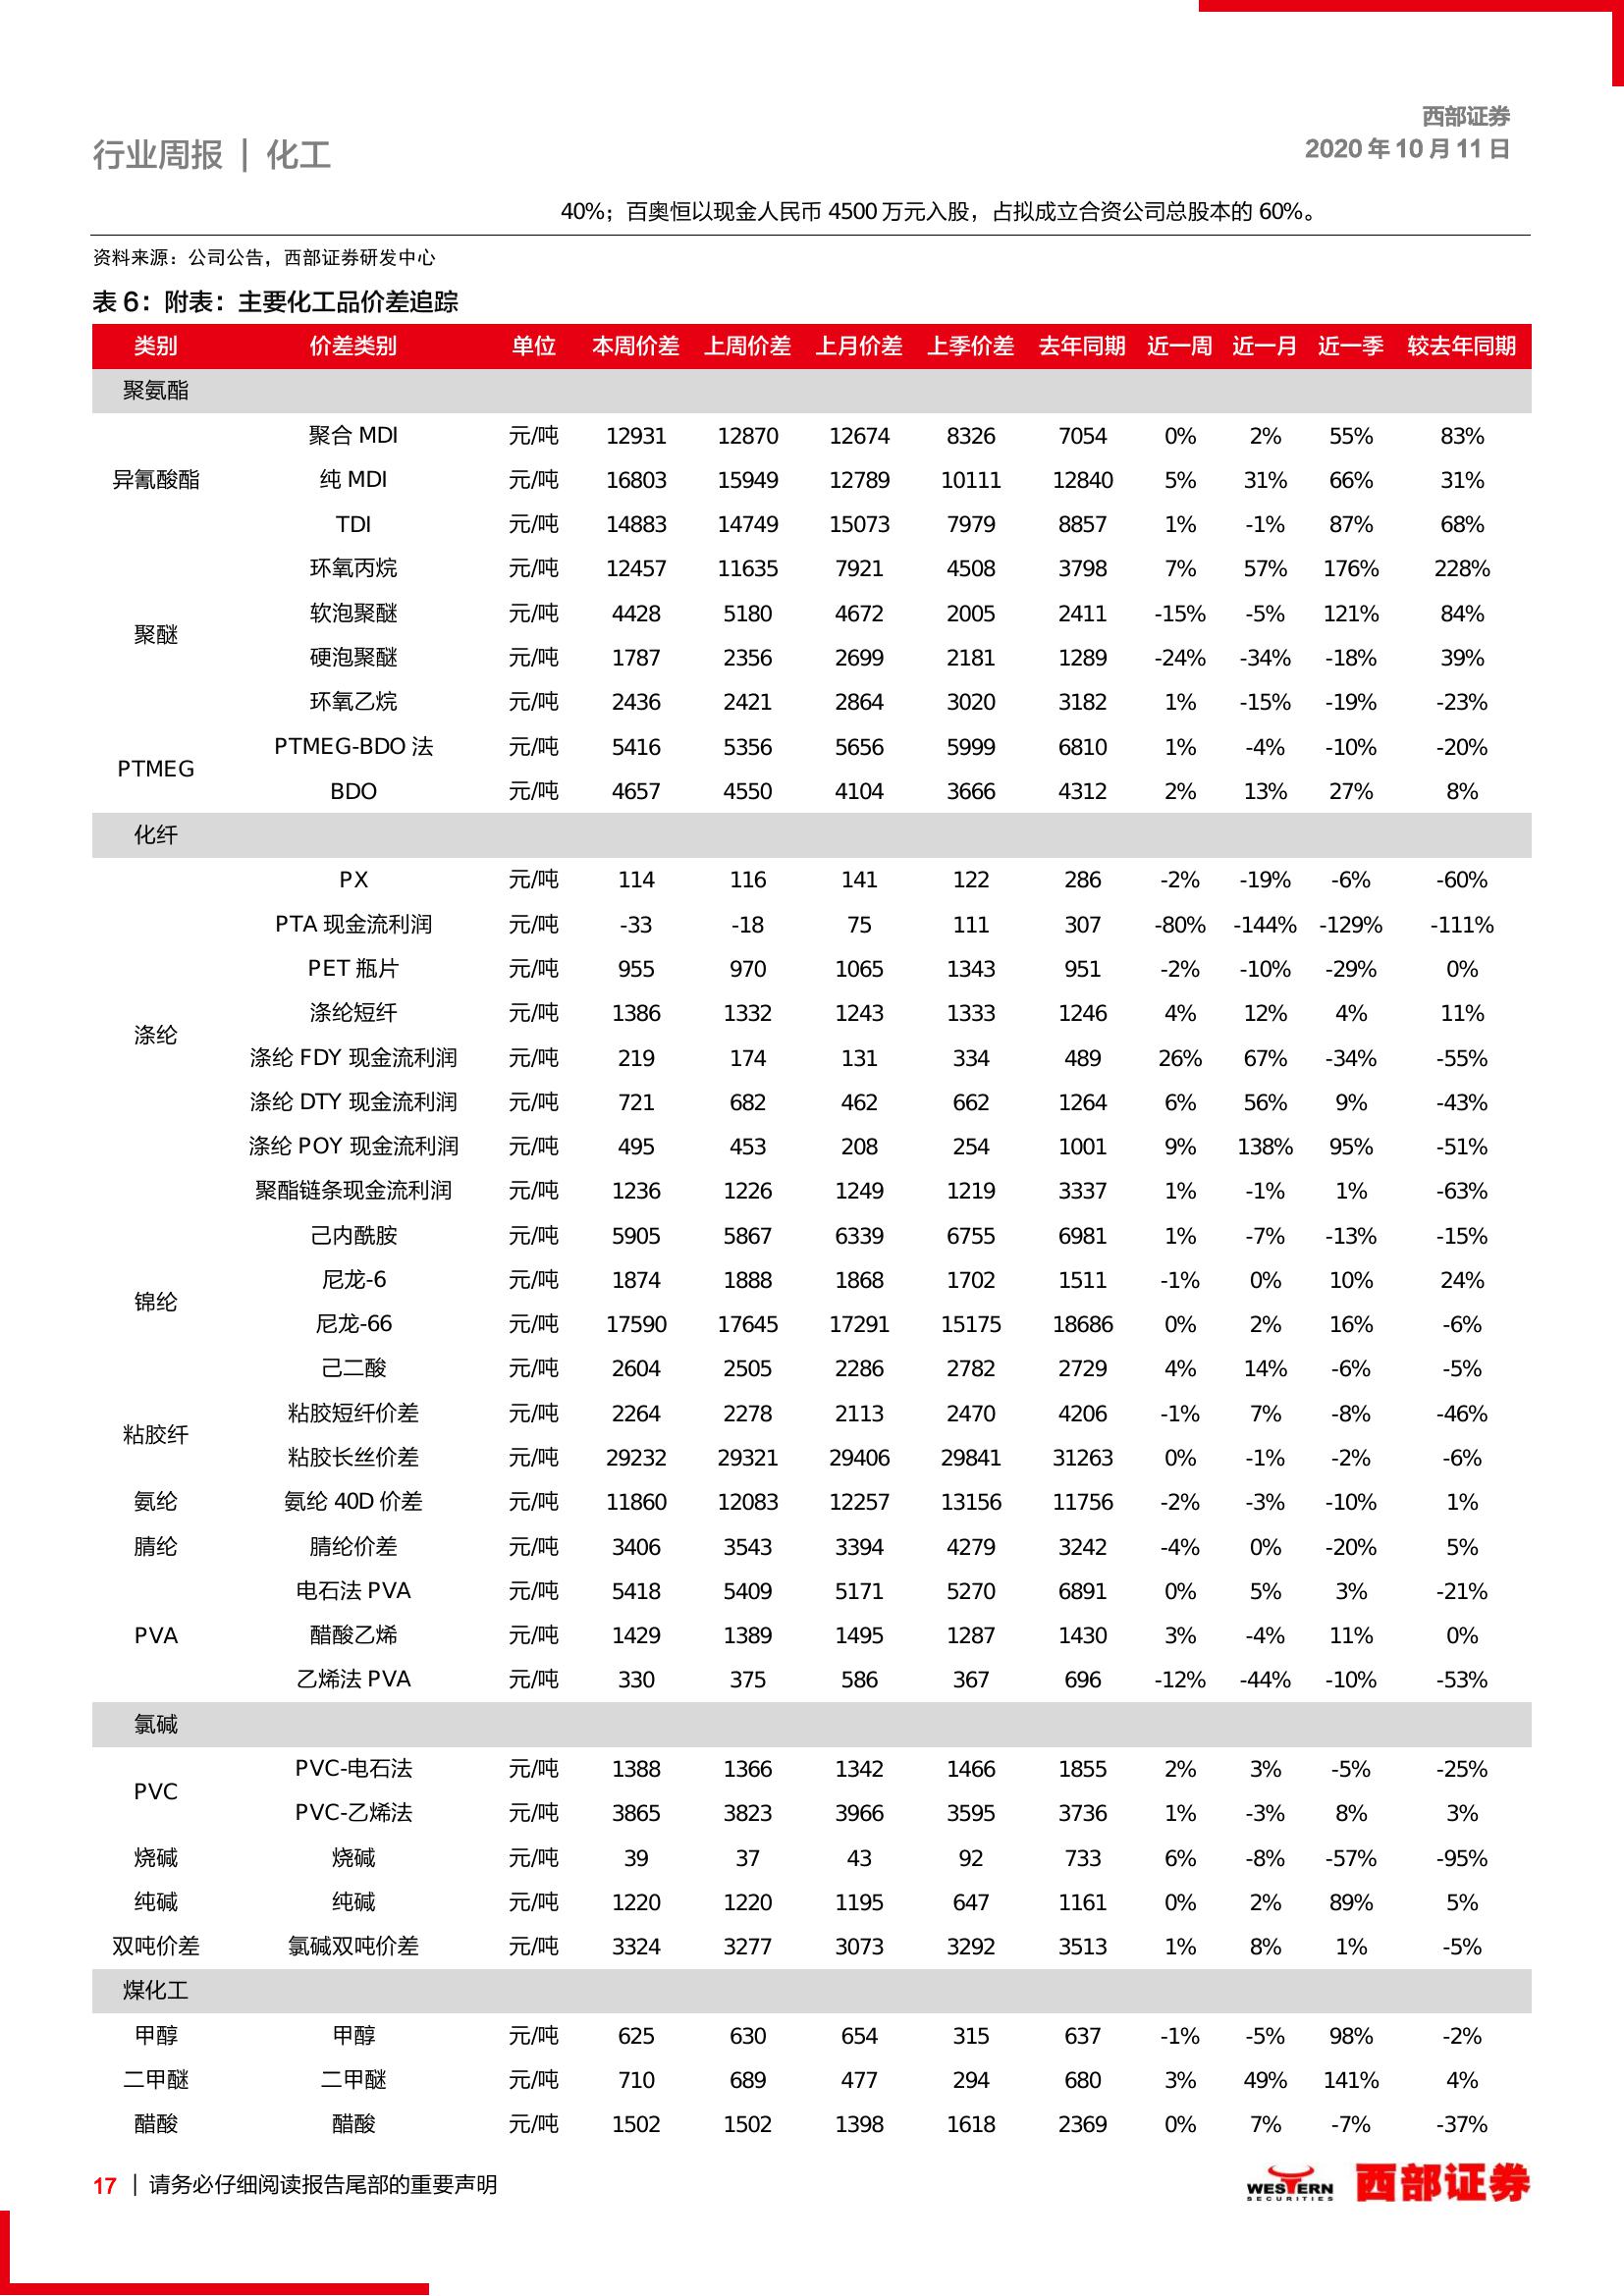 西部证券
行业周报 | 化工
2020 年 10 月 11 日
40%；百奥恒以现金人民币 4500 万元入股，占拟成立合资公司总股本的 60%。
资料来源：公司公告，西部证券研发中心
表 6：附表：主要化工品价差追踪
类别 价差类别 单位 本周价差 上周价差 上月价差 上季价差 去年同期 近一周 近一月 近一季 较去年同期
聚氨酯
聚合 MDI 元/吨 12931 12870 12674 8326 7054 0% 2% 55% 83%
异氰酸酯 纯 MDI 元/吨 16803 15949 12789 10111 12840 5% 31% 66% 31%
TDI 元/吨 14883 14749 15073 7979 8857 1% -1% 87% 68%
环氧丙烷 元/吨 12457 11635 7921 4508 3798 7% 57% 176% 228%
软泡聚醚 元/吨 4428 5180 4672 2005 2411 -15% -5% 121% 84%
聚醚
硬泡聚醚 元/吨 1787 2356 2699 2181 1289 -24% -34% -18% 39%
环氧乙烷 元/吨 2436 2421 2864 3020 3182 1% -15% -19% -23%
PTMEG-BDO 法 元/吨 5416 5356 5656 5999 6810 1% -4% -10% -20%
PTMEG
BDO 元/吨 4657 4550 4104 3666 4312 2% 13% 27% 8%
化纤
PX 元/吨 114 116 141 122 286 -2% -19% -6% -60%
PTA 现金流利润 元/吨 -33 -18 75 111 307 -80% -144% -129% -111%
PET 瓶片 元/吨 955 970 1065 1343 951 -2% -10% -29% 0%
涤纶短纤 元/吨 1386 1332 1243 1333 1246 4% 12% 4% 11%
涤纶
涤纶 FDY 现金流利润 元/吨 219 174 131 334 489 26% 67% -34% -55%
涤纶 DTY 现金流利润 元/吨 721 682 462 662 1264 6% 56% 9% -43%
涤纶 POY 现金流利润 元/吨 495 453 208 254 1001 9% 138% 95% -51%
聚酯链条现金流利润 元/吨 1236 1226 1249 1219 3337 1% -1% 1% -63%
己内酰胺 元/吨 5905 5867 6339 6755 6981 1% -7% -13% -15%
尼龙-6 元/吨 1874 1888 1868 1702 1511 -1% 0% 10% 24%
锦纶
尼龙-66 元/吨 17590 17645 17291 15175 18686 0% 2% 16% -6%
己二酸 元/吨 2604 2505 2286 2782 2729 4% 14% -6% -5%
粘胶短纤价差 元/吨 2264 2278 2113 2470 4206 -1% 7% -8% -46%
粘胶纤
粘胶长丝价差 元/吨 29232 29321 29406 29841 31263 0% -1% -2% -6%
氨纶 氨纶 40D 价差 元/吨 11860 12083 12257 13156 11756 -2% -3% -10% 1%
腈纶 腈纶价差 元/吨 3406 3543 3394 4279 3242 -4% 0% -20% 5%
电石法 PVA 元/吨 5418 5409 5171 5270 6891 0% 5% 3% -21%
PVA 醋酸乙烯 元/吨 1429 1389 1495 1287 1430 3% -4% 11% 0%
乙烯法 PVA 元/吨 330 375 586 367 696 -12% -44% -10% -53%
氯碱
PVC-电石法 元/吨 1388 1366 1342 1466 1855 2% 3% -5% -25%
PVC
PVC-乙烯法 元/吨 3865 3823 3966 3595 3736 1% -3% 8% 3%
烧碱 烧碱 元/吨 39 37 43 92 733 6% -8% -57% -95%
纯碱 纯碱 元/吨 1220 1220 1195 647 1161 0% 2% 89% 5%
双吨价差 氯碱双吨价差 元/吨 3324 3277 3073 3292 3513 1% 8% 1% -5%
煤化工
甲醇 甲醇 元/吨 625 630 654 315 637 -1% -5% 98% -2%
二甲醚 二甲醚 元/吨 710 689 477 294 680 3% 49% 141% 4%
醋酸 醋酸 元/吨 1502 1502 1398 1618 2369 0% 7% -7% -37%
17 | 请务必仔细阅读报告尾部的重要声明
WESTERN
SECURITIES
西部证券